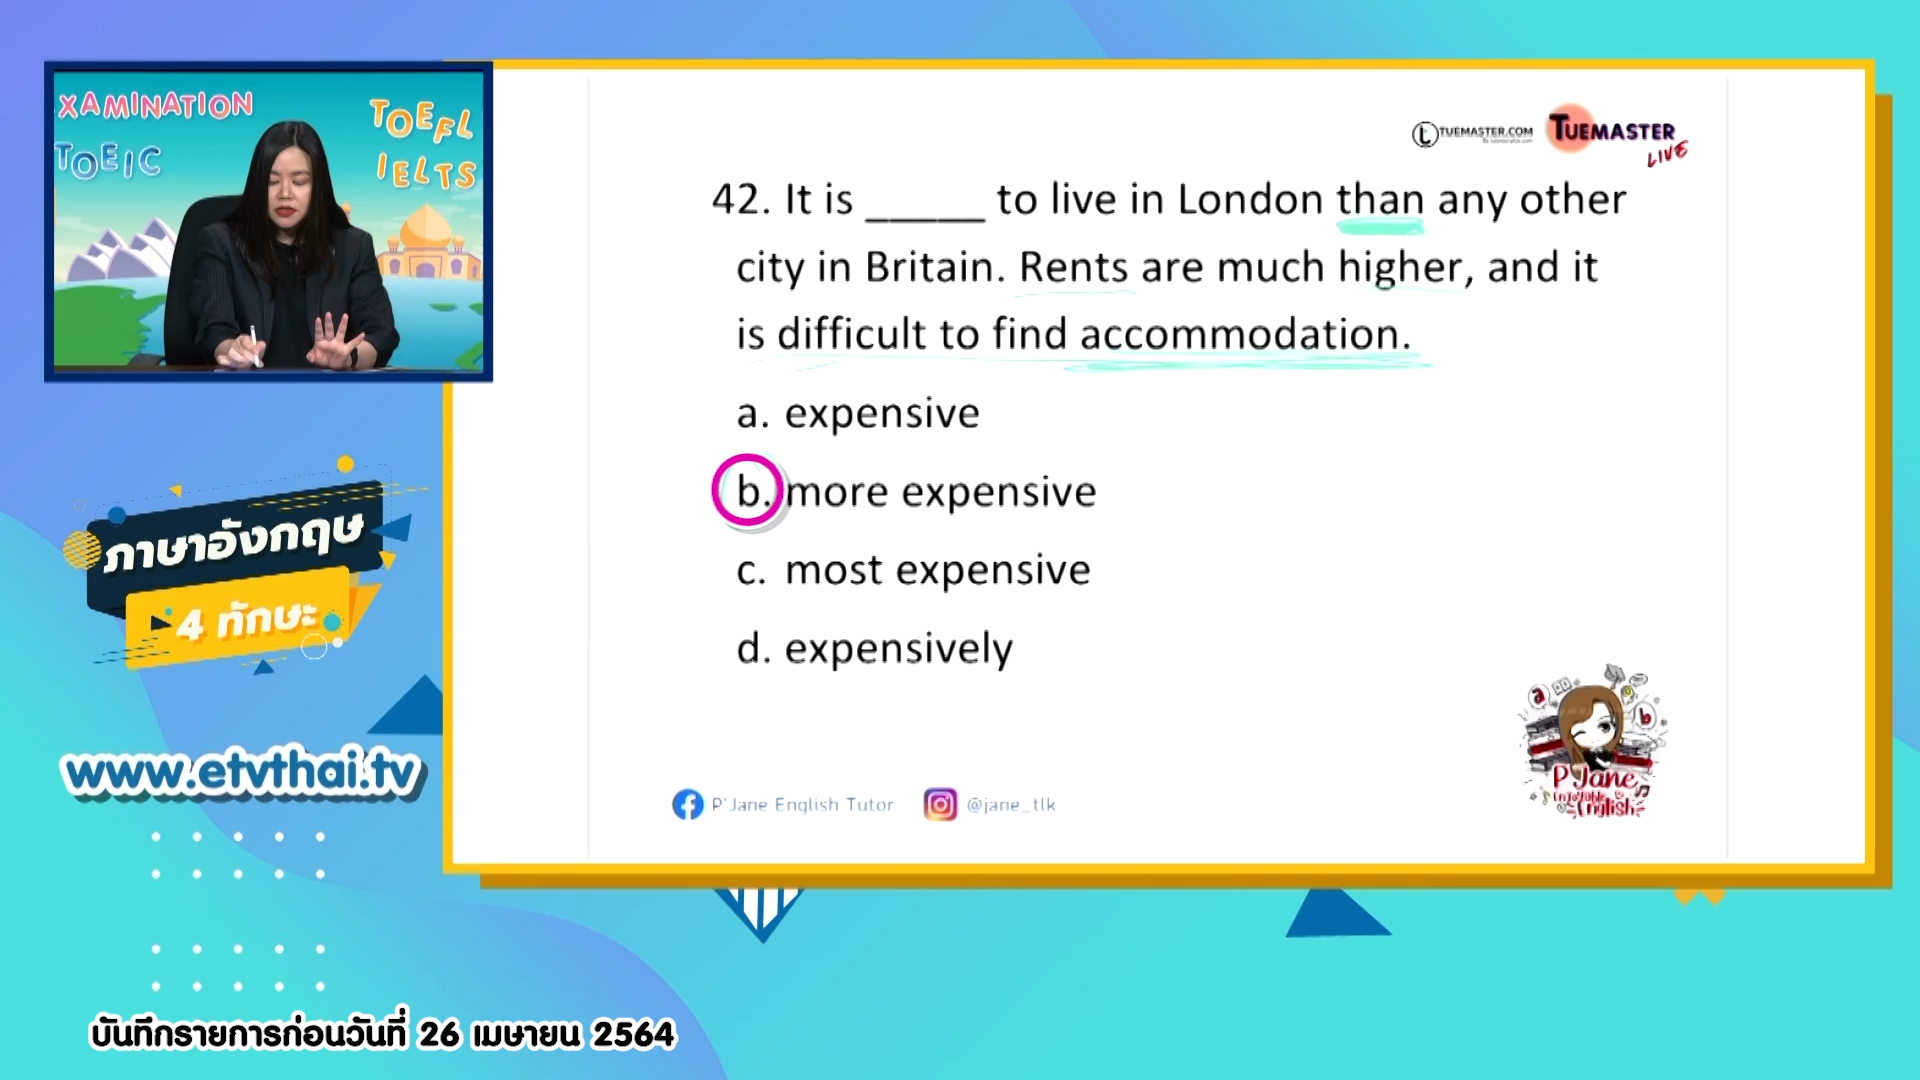 XAMINATION
TOEIC
TOEFL
IELTS
TUEMASTER.COM
TUEMASTER
LIVE
42. It is _____ to live in London than any other
city in Britain. Rents are much higher, and it
is difficult to find accommodation.
a. expensive
b. more expensive
c. most expensive
d. expensively
ภาษาอังกฤษ
4 ทักษะ
www.etvthai.tv
a
b
P'Jane
Enjoyable
English
P'Jane English Tutor
@jane_tlk
บันทึกรายการก่อนวันที่ 26 เมษายน 2564